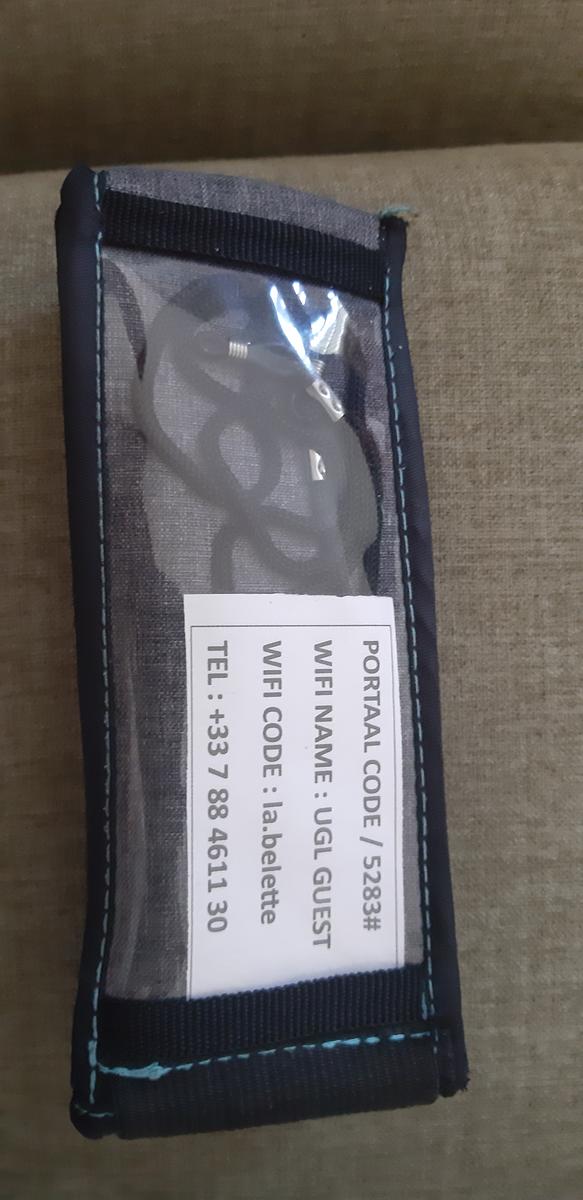 PORTAAL CODE / 5283#
WIFI NAME : UGL GUEST
WIFI CODE : la.belette
TEL : +33 7 88 4611 30